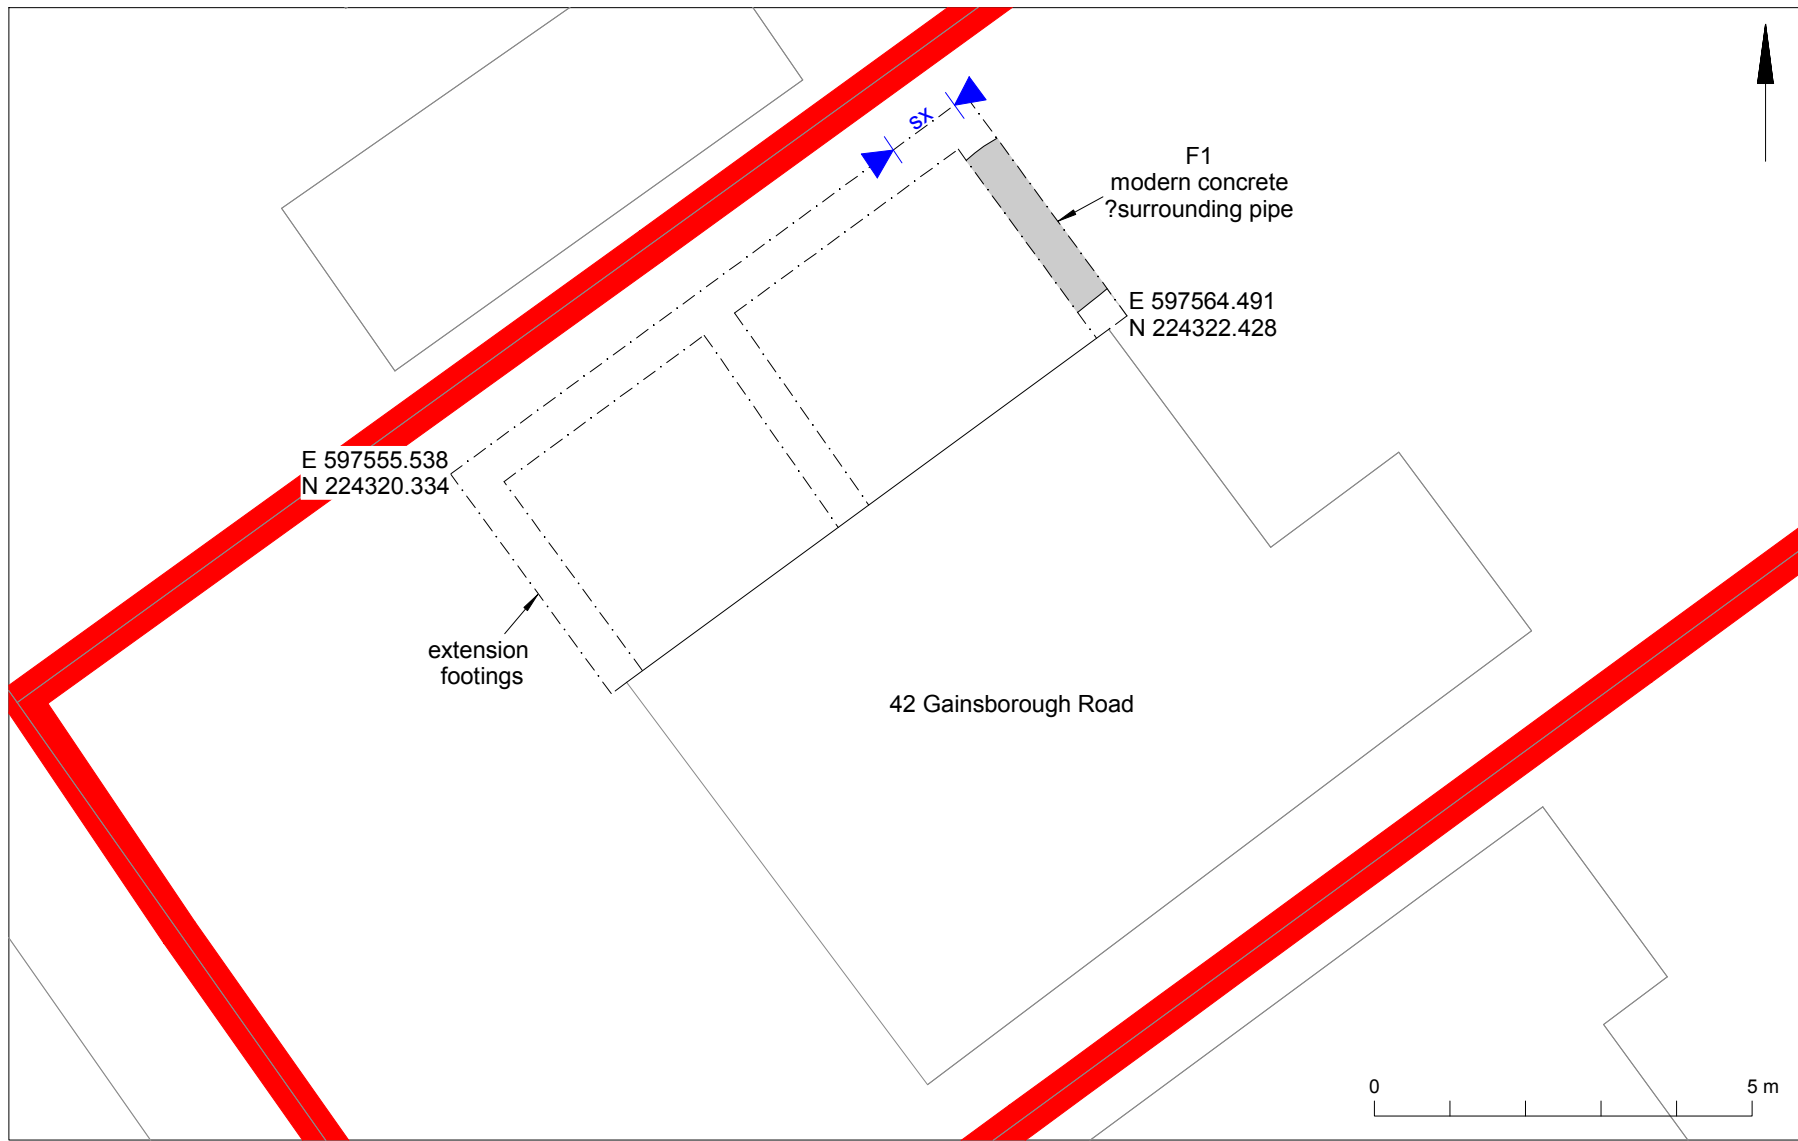 sx
F1
modern concrete
?surrounding pipe
E 597564.491
N 224322.428
E 597555.538
N 224320.334
extension
footings
42 Gainsborough Road
0 5 m